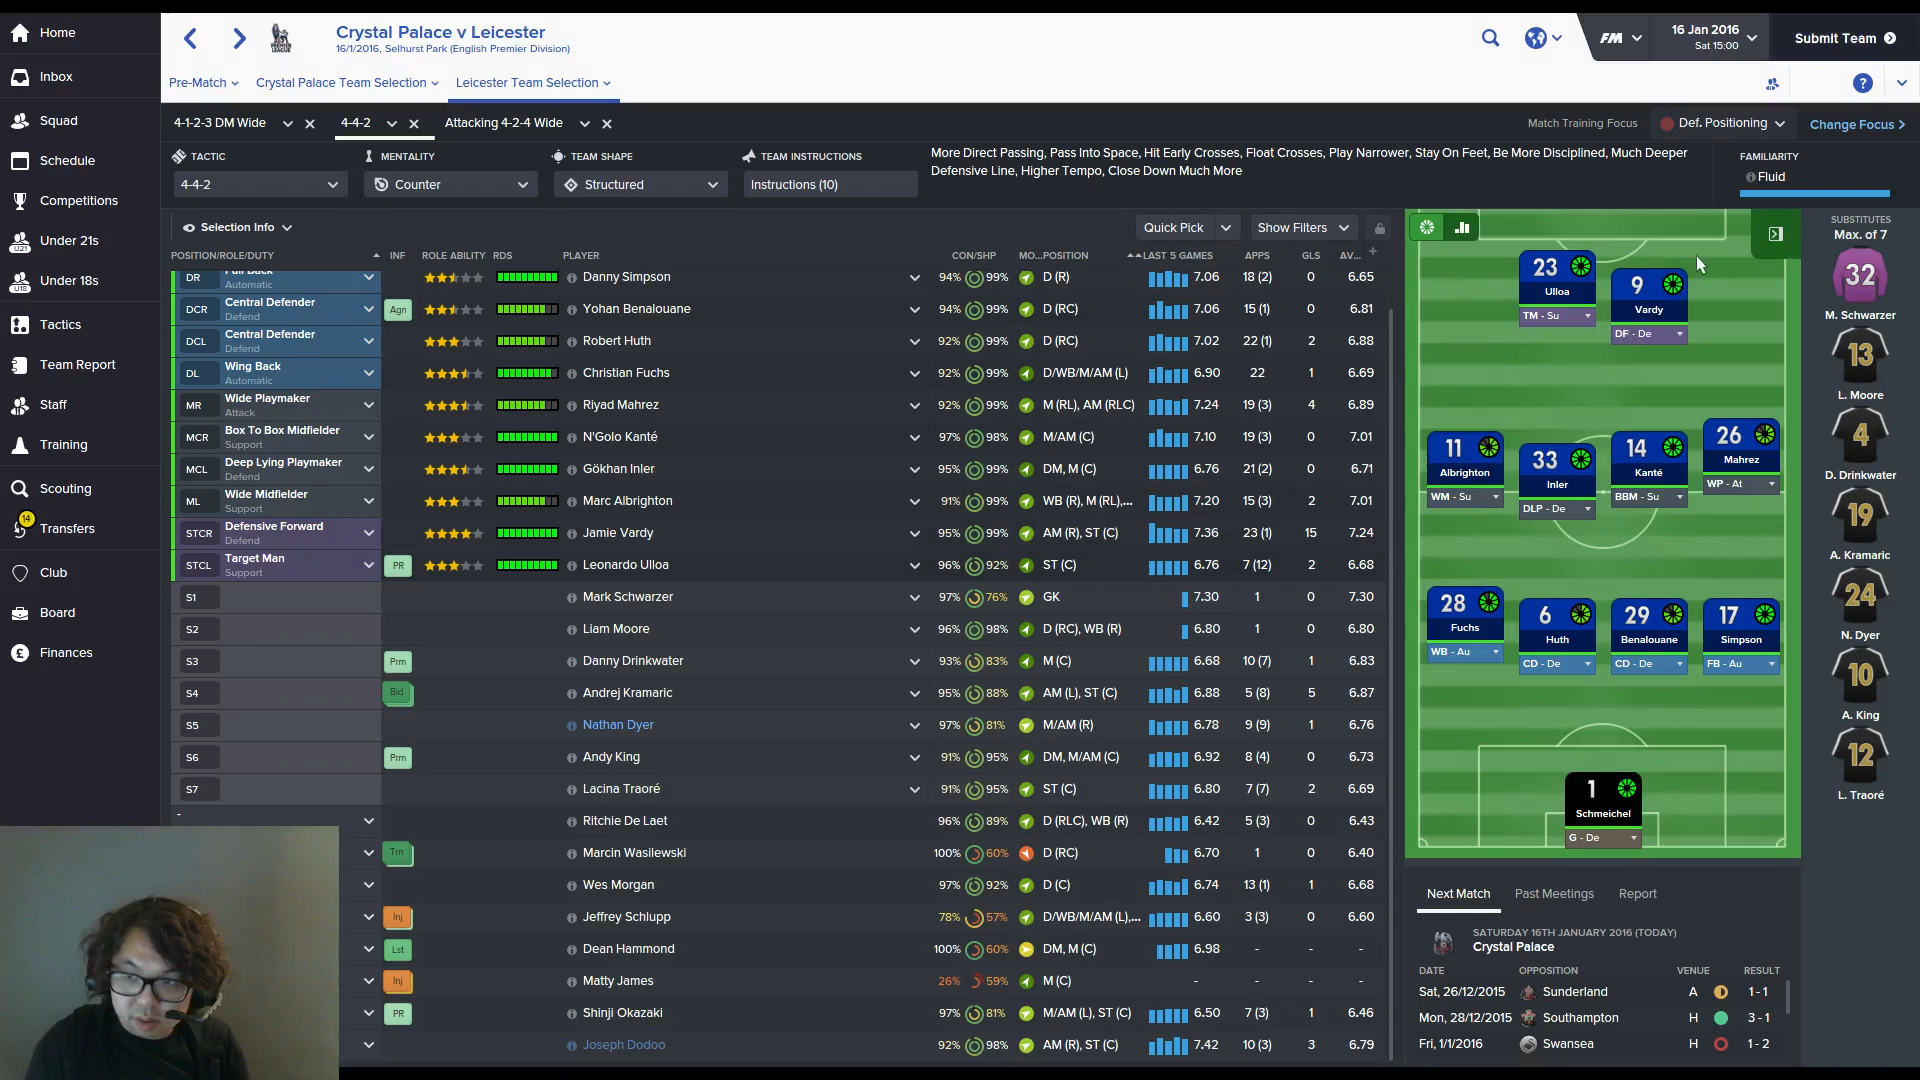 Home
Inbox
Squad
Schedule
Competitions
Under 21s
Under 18s
Tactics
Team Report
Staff
Training
Scouting
14
Transfers
Club
Board
Finances
Crystal Palace v Leicester
16/1/2016, Selhurst Park (English Premier Division)
FM
16 Jan 2016
Sat 15:00
Submit Team
Pre-Match
Crystal Palace Team Selection
Leicester Team Selection
?
4-1-2-3 DM Wide
4-4-2
Attacking 4-2-4 Wide
Match Training Focus
Def. Positioning
Change Focus >
TACTIC
MENTALITY
TEAM SHAPE
TEAM INSTRUCTIONS
4-4-2
Counter
Structured
Instructions (10)
More Direct Passing, Pass Into Space, Hit Early Crosses, Float Crosses, Play Narrower, Stay On Feet, Be More Disciplined, Much Deeper
Defensive Line, Higher Tempo, Close Down Much More
FAMILIARITY
Fluid
Selection Info
Quick Pick
Show Filters
POSITION/ROLE/DUTY INF ROLE ABILITY RDS PLAYER CON/SHP MO... POSITION LAST 5 GAMES APPS GLS AV...
DR Full Back Automatic Danny Simpson 94% 99% D (R) 7.06 18 (2) 0 6.65
DCR Central Defender Defend Agn Yohan Benalouane 94% 99% D (RC) 7.06 15 (1) 0 6.81
DCL Central Defender Defend Robert Huth 92% 99% D (RC) 7.02 22 (1) 2 6.88
DL Wing Back Automatic Christian Fuchs 92% 99% D/WB/M/AM (L) 6.90 22 1 6.69
MR Wide Playmaker Attack Riyad Mahrez 92% 99% M (RL), AM (RLC) 7.24 19 (3) 4 6.89
MCR Box To Box Midfielder Support N'Golo Kanté 97% 98% M/AM (C) 7.10 19 (3) 0 7.01
MCL Deep Lying Playmaker Defend Gökhan Inler 95% 99% DM, M (C) 6.76 21 (2) 0 6.71
ML Wide Midfielder Support Marc Albrighton 91% 99% WB (R), M (RL),... 7.20 15 (3) 2 7.01
STCR Defensive Forward Defend Jamie Vardy 95% 99% AM (R), ST (C) 7.36 23 (1) 15 7.24
STCL Target Man Support PR Leonardo Ulloa 96% 92% ST (C) 6.76 7 (12) 2 6.68
S1 Mark Schwarzer 97% 76% GK 7.30 1 0 7.30
S2 Liam Moore 96% 98% D (RC), WB (R) 6.80 1 0 6.80
S3 Prm Danny Drinkwater 93% 83% M (C) 6.68 10 (7) 1 6.83
S4 Bid Andrej Kramaric 95% 88% AM (L), ST (C) 6.88 5 (8) 5 6.87
S5 Nathan Dyer 97% 81% M/AM (R) 6.78 9 (9) 1 6.76
S6 Prm Andy King 91% 95% DM, M/AM (C) 6.92 8 (4) 0 6.73
S7 Lacina Traoré 91% 95% ST (C) 6.80 7 (7) 2 6.69
- Ritchie De Laet 96% 89% D (RLC), WB (R) 6.42 5 (3) 0 6.43
Trn Marcin Wasilewski 100% 60% D (RC) 6.70 1 0 6.40
Wes Morgan 97% 92% D (C) 6.74 13 (1) 1 6.68
Inj Jeffrey Schlupp 78% 57% D/WB/M/AM (L),... 6.60 3 (3) 0 6.60
Lst Dean Hammond 100% 60% DM, M (C) 6.98 - - -
Inj Matty James 26% 59% M (C) - - - -
PR Shinji Okazaki 97% 81% M/AM (L), ST (C) 6.50 7 (3) 1 6.46
Joseph Dodoo 92% 98% AM (R), ST (C) 7.42 10 (3) 3 6.79
23
Ulloa
TM - Su
9
Vardy
DF - De
11
Albrighton
WM - Su
33
Inler
DLP - De
14
Kanté
BBM - Su
26
Mahrez
WP - At
28
Fuchs
WB - Au
6
Huth
CD - De
29
Benalouane
CD - De
17
Simpson
FB - Au
1
Schmeichel
G - De
SUBSTITUTES
Max. of 7
32
M. Schwarzer
13
L. Moore
4
D. Drinkwater
19
A. Kramaric
24
N. Dyer
10
A. King
12
L. Traoré
Next Match
Past Meetings
Report
SATURDAY 16TH JANUARY 2016 (TODAY)
Crystal Palace
DATE OPPOSITION VENUE RESULT
Sat, 26/12/2015 Sunderland A 1-1
Mon, 28/12/2015 Southampton H 3-1
Fri, 1/1/2016 Swansea H 1-2